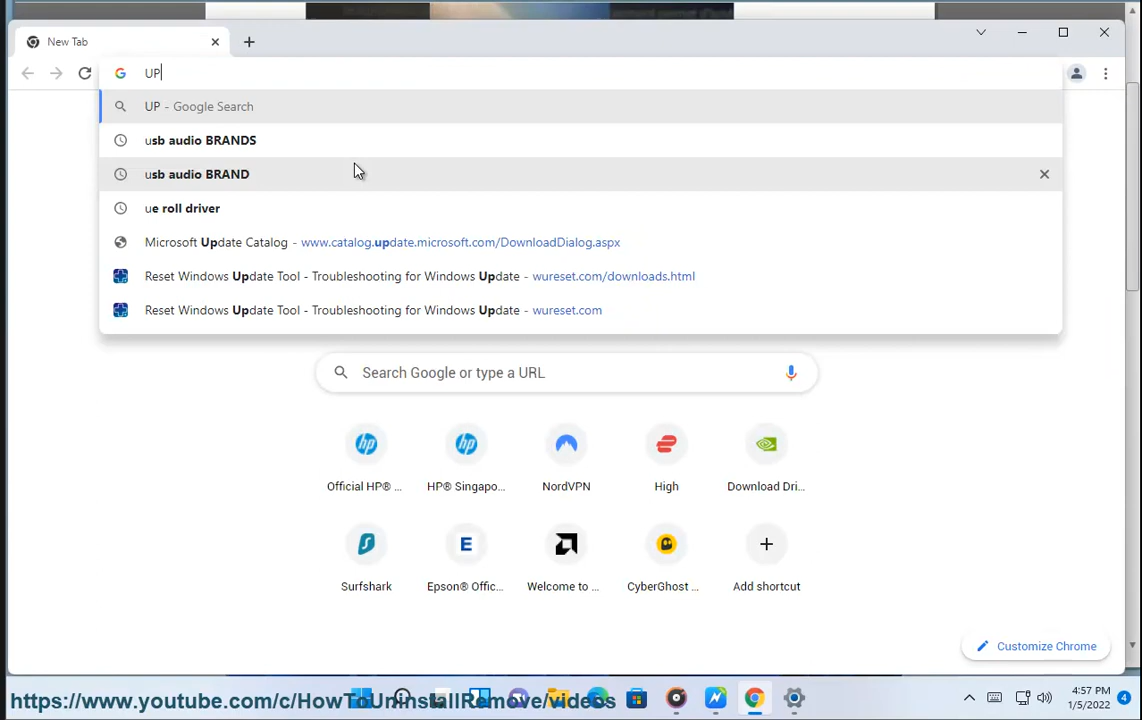 New Tab
UP
UP - Google Search
usb audio BRANDS
usb audio BRAND
ue roll driver
Microsoft Update Catalog - www.catalog.update.microsoft.com/DownloadDialog.aspx
Reset Windows Update Tool - Troubleshooting for Windows Update - wureset.com/downloads.html
Reset Windows Update Tool - Troubleshooting for Windows Update - wureset.com
Search Google or type a URL
Official HP® ...
HP® Singapo...
NordVPN
High
Download Dri...
Surfshark
Epson® Offic...
Welcome to ...
CyberGhost ...
Add shortcut
Customize Chrome
https://www.youtube.com/c/HowToUninstallRemove/videos
4:57 PM
1/5/2022
4